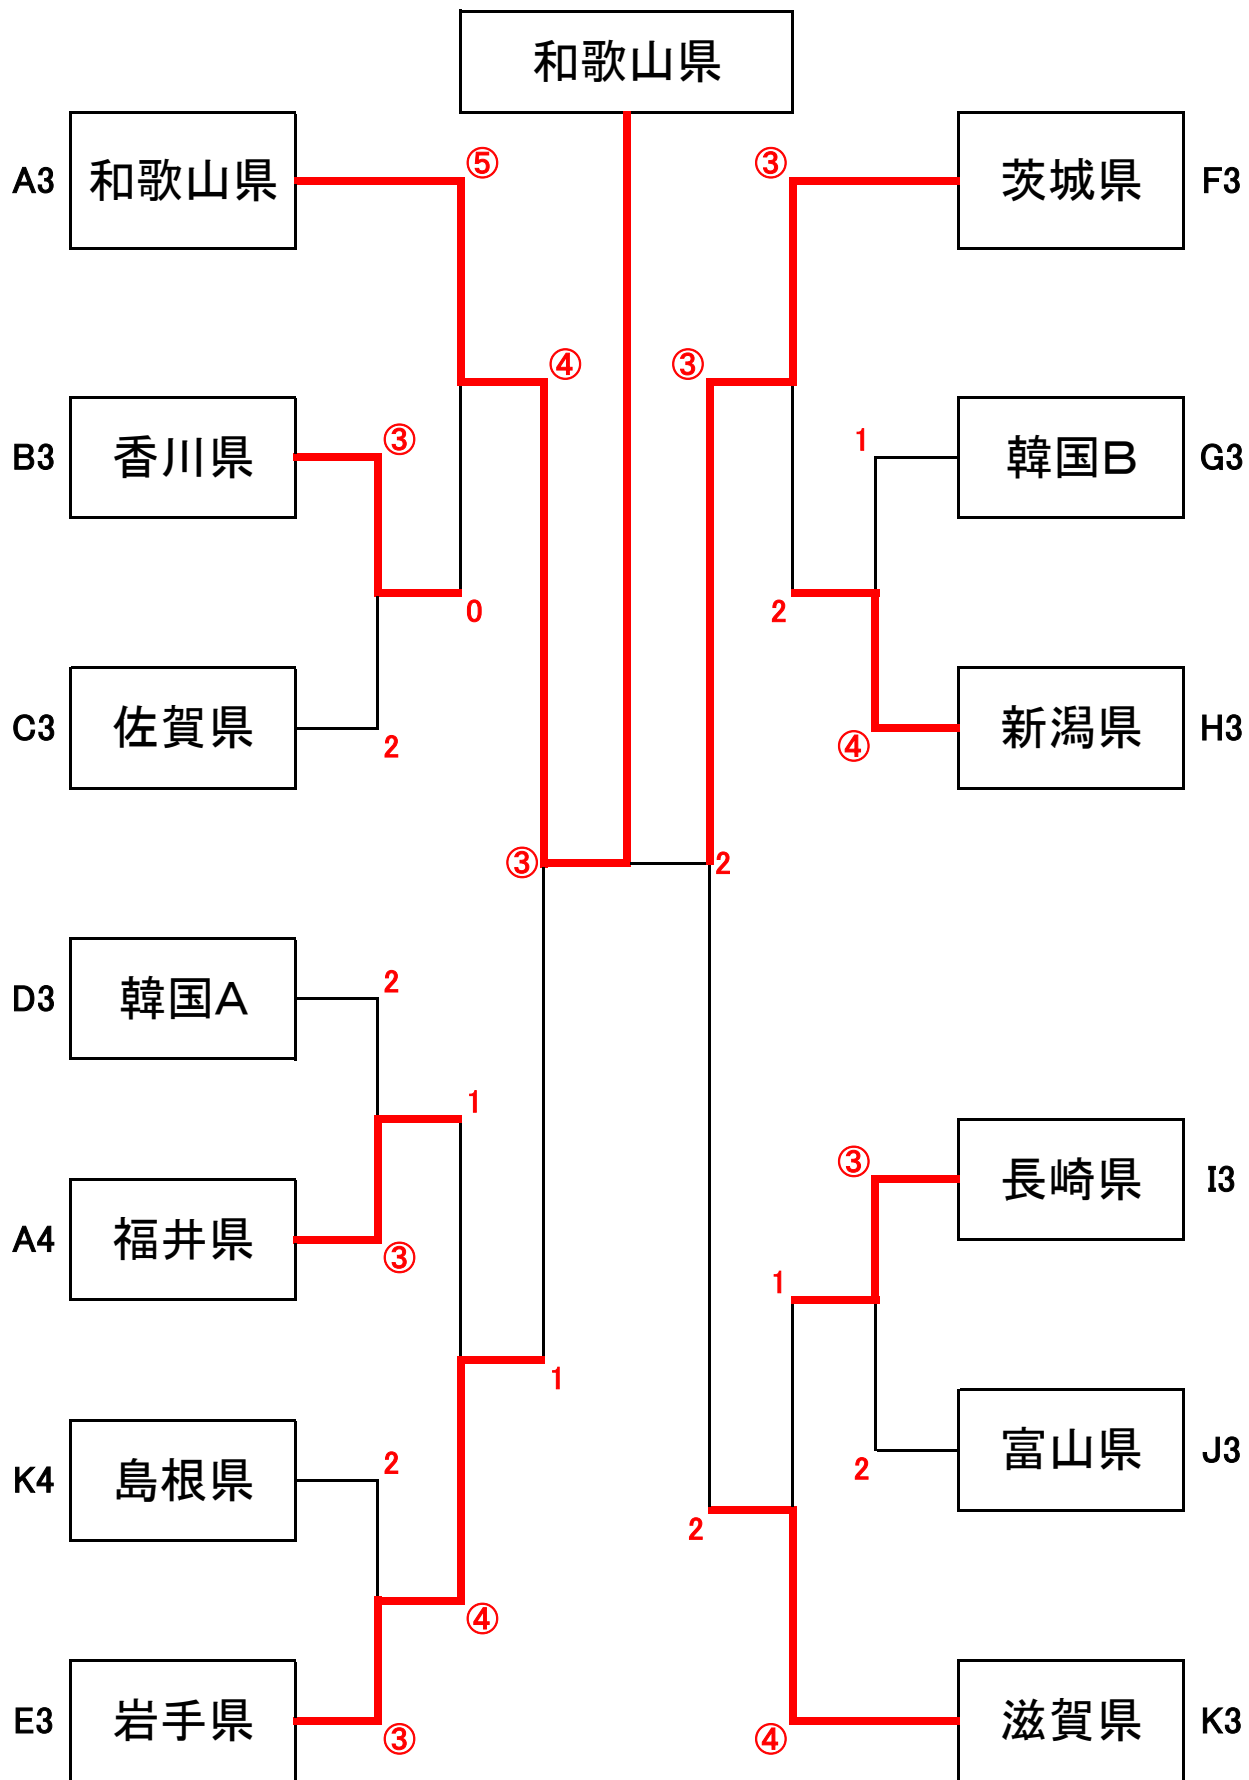 和歌山県
A3 和歌山県 ⑤ ③ 茨城県 F3
④ ③
B3 香川県 ③ 1 韓国B G3
0 2
C3 佐賀県 2 ④ 新潟県 H3
③ 2
D3 韓国A 2
1
A4 福井県 ③ ③ 長崎県 I3
1
1
K4 島根県 2 2 富山県 J3
2
④
E3 岩手県 ③ ④ 滋賀県 K3